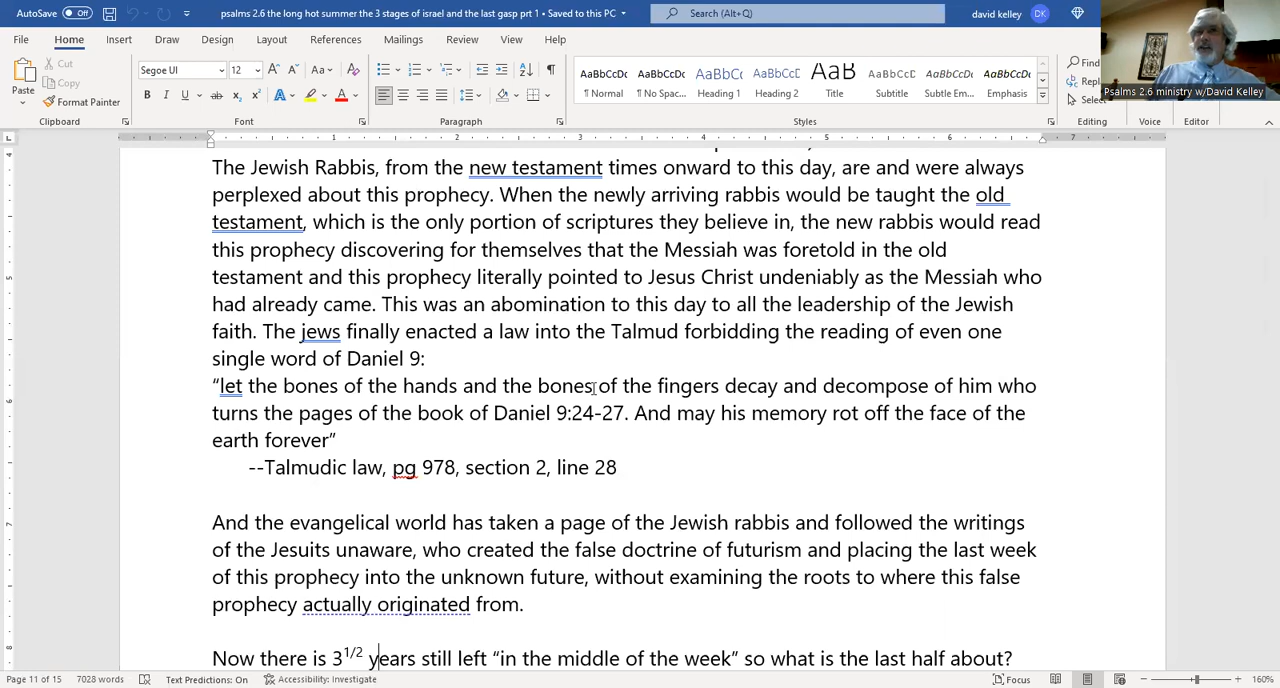 AutoSave Off psalms 2.6 the long hot summer the 3 stages of israel and the last gasp prt 1 • Saved to this PC Search (Alt+Q) david kelley DK
File Home Insert Draw Design Layout References Mailings Review View Help
Cut
Copy
Paste
Format Painter
Segoe UI 12
Clipboard Font Paragraph Styles Editing Voice Editor
AaBbCcDc AaBbCcDc AaBbCcD AaBbCcD AaB AaBbCcD AaBbCcDc AaBbCcDc
¶ Normal ¶ No Spac... Heading 1 Heading 2 Title Subtitle Subtle Em... Emphasis
Find
Repl
Select
Psalms 2.6 ministry w/David Kelley
1 2 3 4 5 6 7
The Jewish Rabbis, from the new testament times onward to this day, are and were always
perplexed about this prophecy. When the newly arriving rabbis would be taught the old
testament, which is the only portion of scriptures they believe in, the new rabbis would read
this prophecy discovering for themselves that the Messiah was foretold in the old
testament and this prophecy literally pointed to Jesus Christ undeniably as the Messiah who
had already came. This was an abomination to this day to all the leadership of the Jewish
faith. The jews finally enacted a law into the Talmud forbidding the reading of even one
single word of Daniel 9:
“let the bones of the hands and the bones of the fingers decay and decompose of him who
turns the pages of the book of Daniel 9:24-27. And may his memory rot off the face of the
earth forever”
--Talmudic law, pg 978, section 2, line 28
And the evangelical world has taken a page of the Jewish rabbis and followed the writings
of the Jesuits unaware, who created the false doctrine of futurism and placing the last week
of this prophecy into the unknown future, without examining the roots to where this false
prophecy actually originated from.
Now there is 3 1/2 years still left “in the middle of the week” so what is the last half about?
Page 11 of 15 7028 words Text Predictions: On Accessibility: Investigate Focus 160%